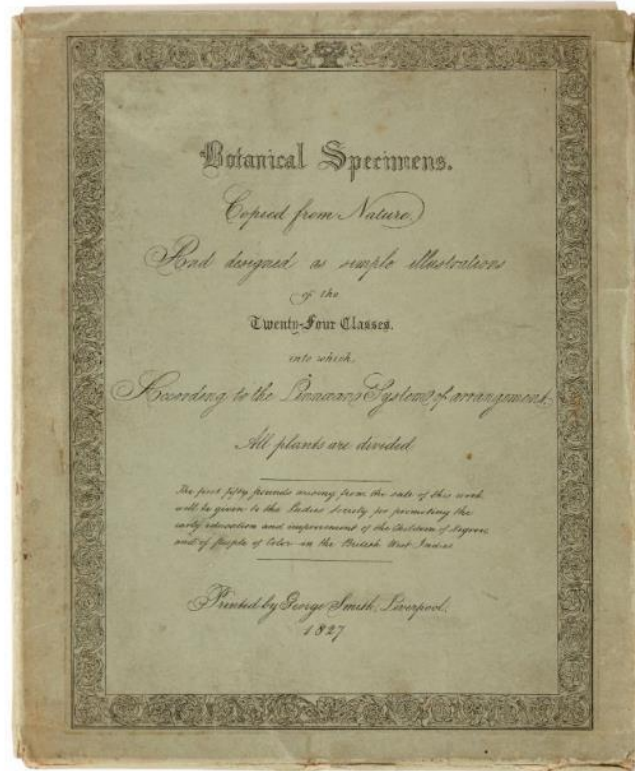 Botanical Specimens.
Copied from Nature,
And designed as simple illustrations
of the
Twenty-Four Classes.
into which,
According to the Linnæan System of arrangement
All plants are divided
The first fifty pounds arising from the sale of this work
will be given to the Ladies Society for promoting the
early education and improvement of the Children of Negroes
and of People of Color in the British West Indies
Printed by George Smith, Liverpool.
1827